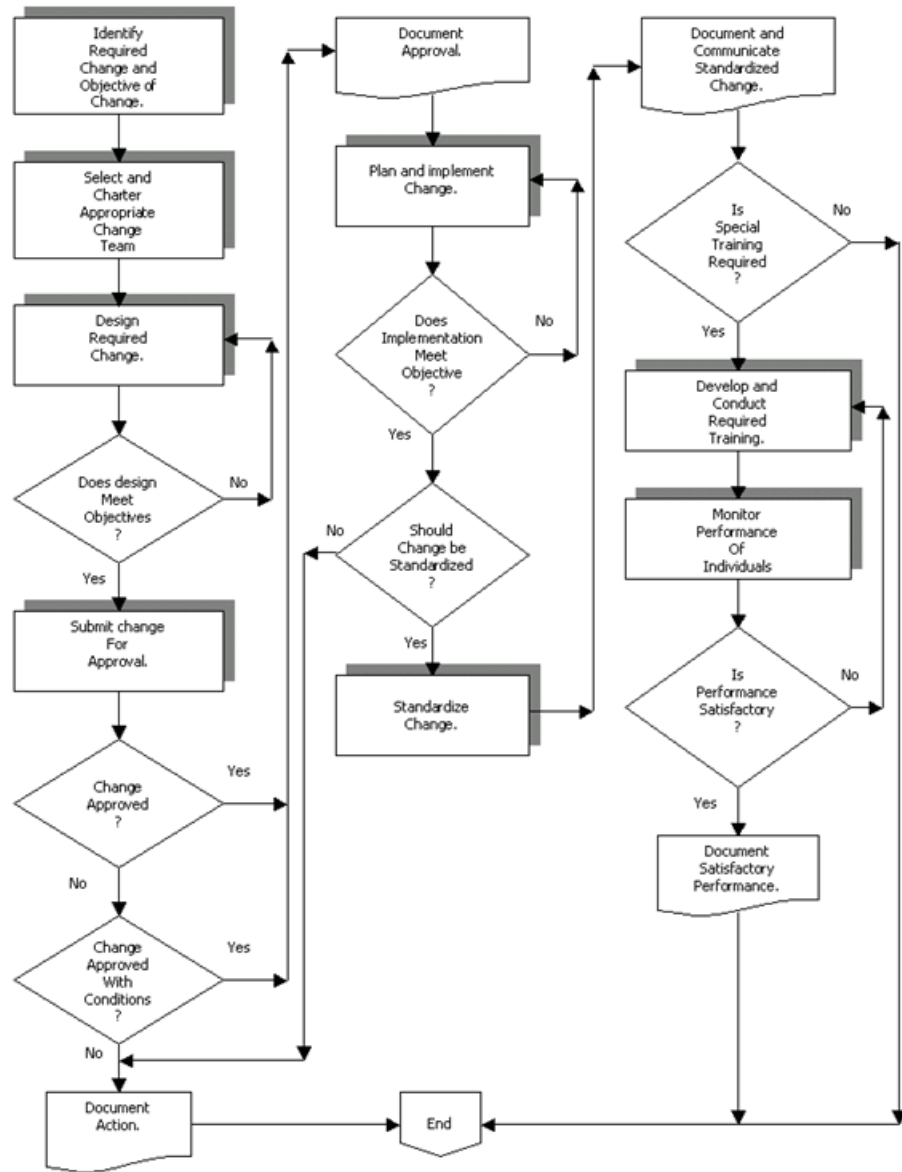 Identify
Required
Change and
Objective of
Change.
Select and
Charter
Appropriate
Change
Team
Design
Required
Change.
Does design
Meet
Objectives
?
No
Yes
Submit change
For
Approval.
Change
Approved
?
Yes
No
Change
Approved
With
Conditions
?
Yes
No
Document
Action.
Document
Approval.
Plan and implement
Change.
Does
Implementation
Meet
Objective
?
No
Yes
Should
Change be
Standardized
?
No
Yes
Standardize
Change.
Document and
Communicate
Standardized
Change.
Is
Special
Training
Required
?
No
Yes
Develop and
Conduct
Required
Training.
Monitor
Performance
Of
Individuals
Is
Performance
Satisfactory
?
No
Yes
Document
Satisfactory
Performance.
End